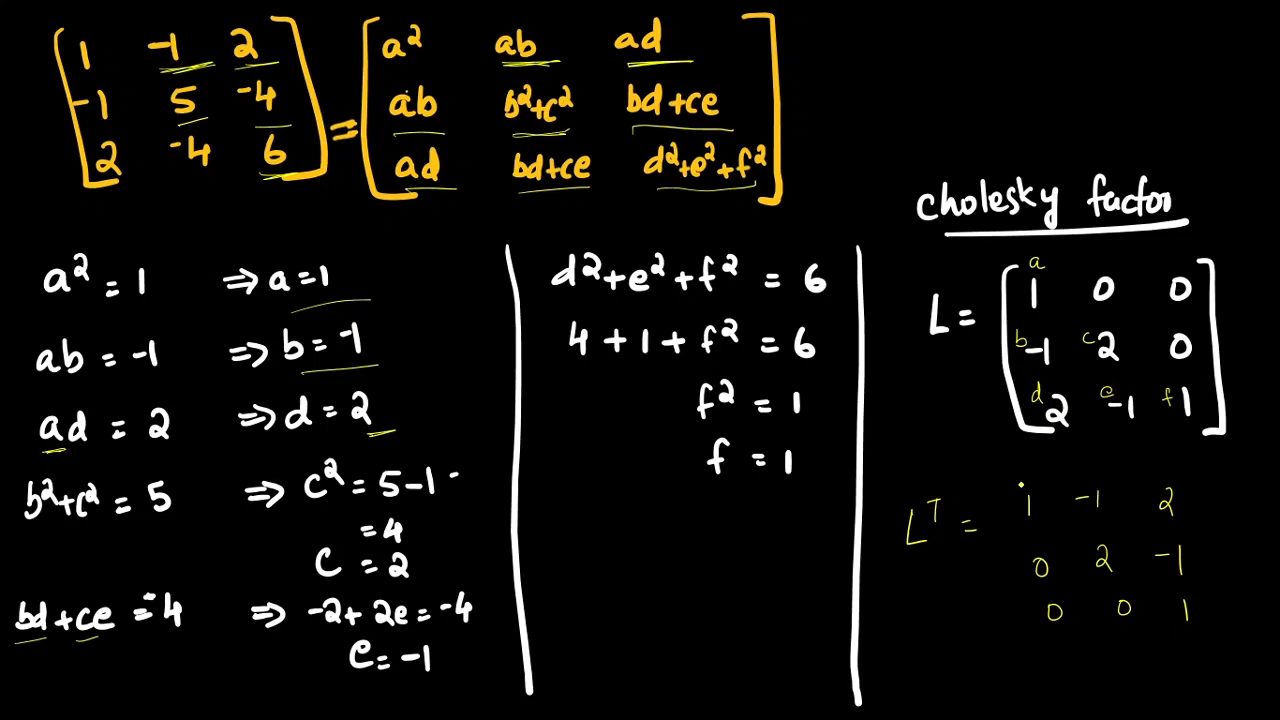 [1 -1 2] = [a² ab ad]
[-1 5 -4] [ab b²+c² bd+ce]
[2 -4 6] [ad bd+ce d²+e²+f²]
a² = 1 ⇒ a = 1
ab = -1 ⇒ b = -1
ad = 2 ⇒ d = 2
b²+c² = 5 ⇒ c² = 5-1
= 4
C = 2
bd+ce = -4 ⇒ -2+2e = -4
e = -1
d²+e²+f² = 6
4+1+f² = 6
f² = 1
f = 1
cholesky factor
a
L = [1 0 0]
b -1 c 2 0
d 2 e -1 f 1
Lᵀ = 1 -1 2
0 2 -1
0 0 1